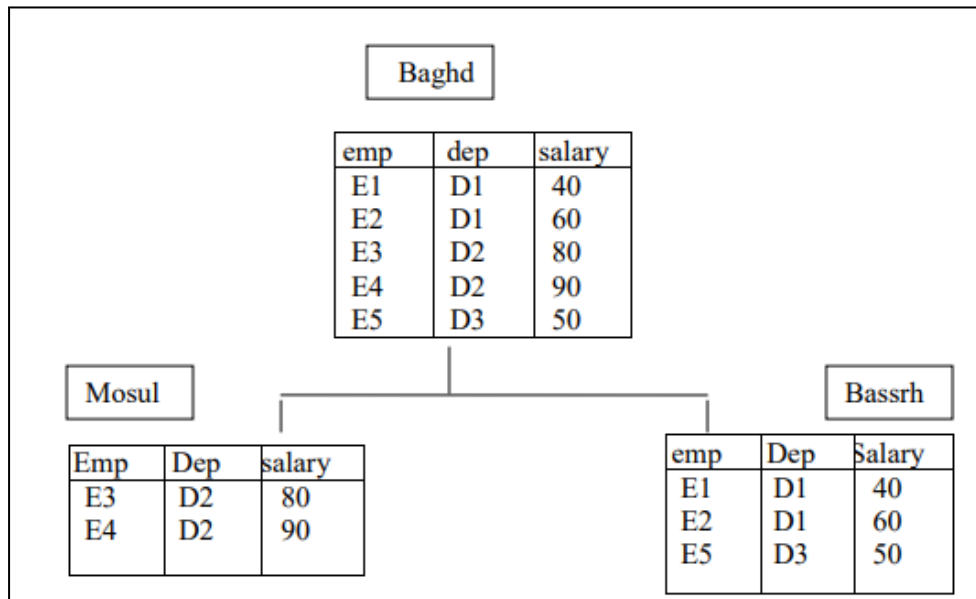 Baghd
emp dep salary
E1 D1 40
E2 D1 60
E3 D2 80
E4 D2 90
E5 D3 50
Mosul
Bassrh
Emp Dep salary
E3 D2 80
E4 D2 90
emp Dep Salary
E1 D1 40
E2 D1 60
E5 D3 50